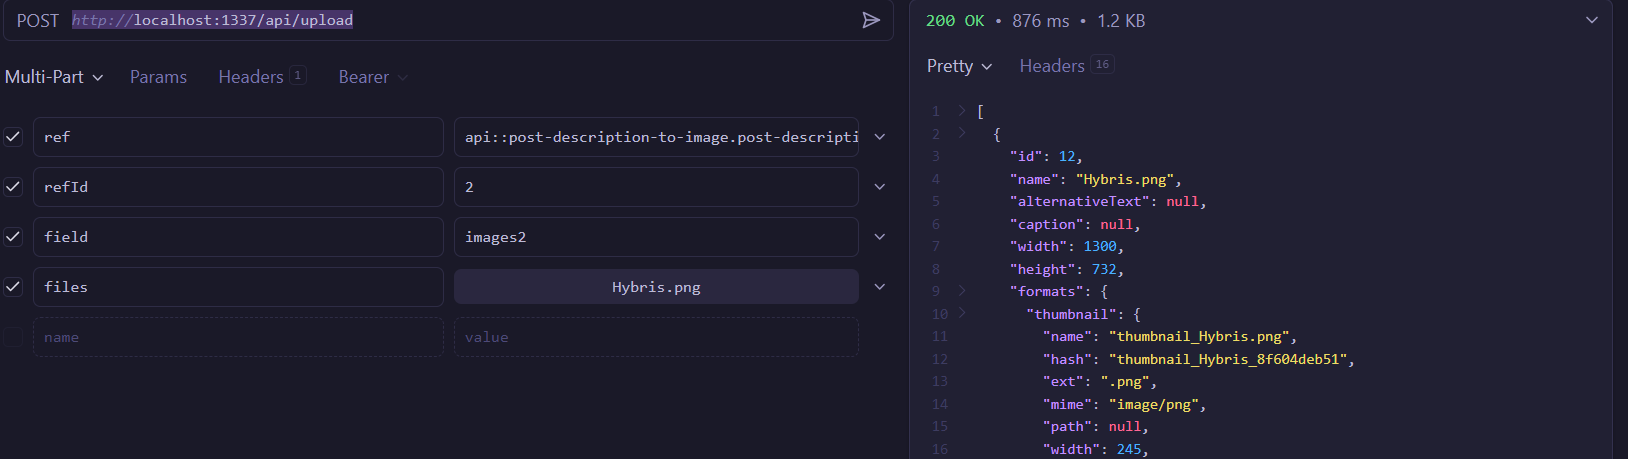 POST http://localhost:1337/api/upload
Multi-Part Params Headers 1 Bearer
ref api::post-description-to-image.post-descripti
refId 2
field images2
files Hybris.png
name value
200 OK • 876 ms • 1.2 KB
Pretty Headers 16
1 [
2 {
3 "id": 12,
4 "name": "Hybris.png",
5 "alternativeText": null,
6 "caption": null,
7 "width": 1300,
8 "height": 732,
9 "formats": {
10 "thumbnail": {
11 "name": "thumbnail_Hybris.png",
12 "hash": "thumbnail_Hybris_8f604deb51",
13 "ext": ".png",
14 "mime": "image/png",
15 "path": null,
16 "width": 245,